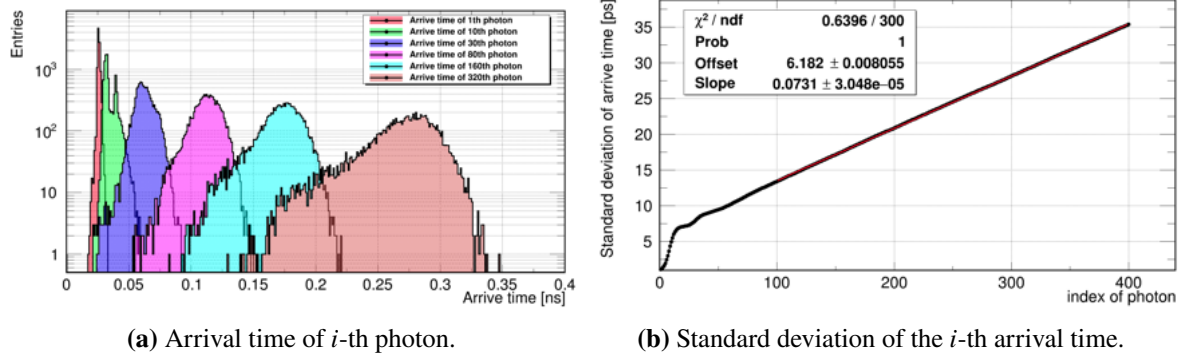 Entries
10³
10²
10
1
Arrive time of 1th photon
Arrive time of 10th photon
Arrive time of 30th photon
Arrive time of 80th photon
Arrive time of 160th photon
Arrive time of 320th photon
0 0.05 0.1 0.15 0.2 0.25 0.3 0.35 0.4
Arrive time [ns]
(a) Arrival time of i-th photon.
Standard deviation of arrive time [ps]
35
30
25
20
15
10
5
χ² / ndf 0.6396 / 300
Prob 1
Offset 6.182 ± 0.008055
Slope 0.0731 ± 3.048e−05
0 100 200 300 400
index of photon
(b) Standard deviation of the i-th arrival time.